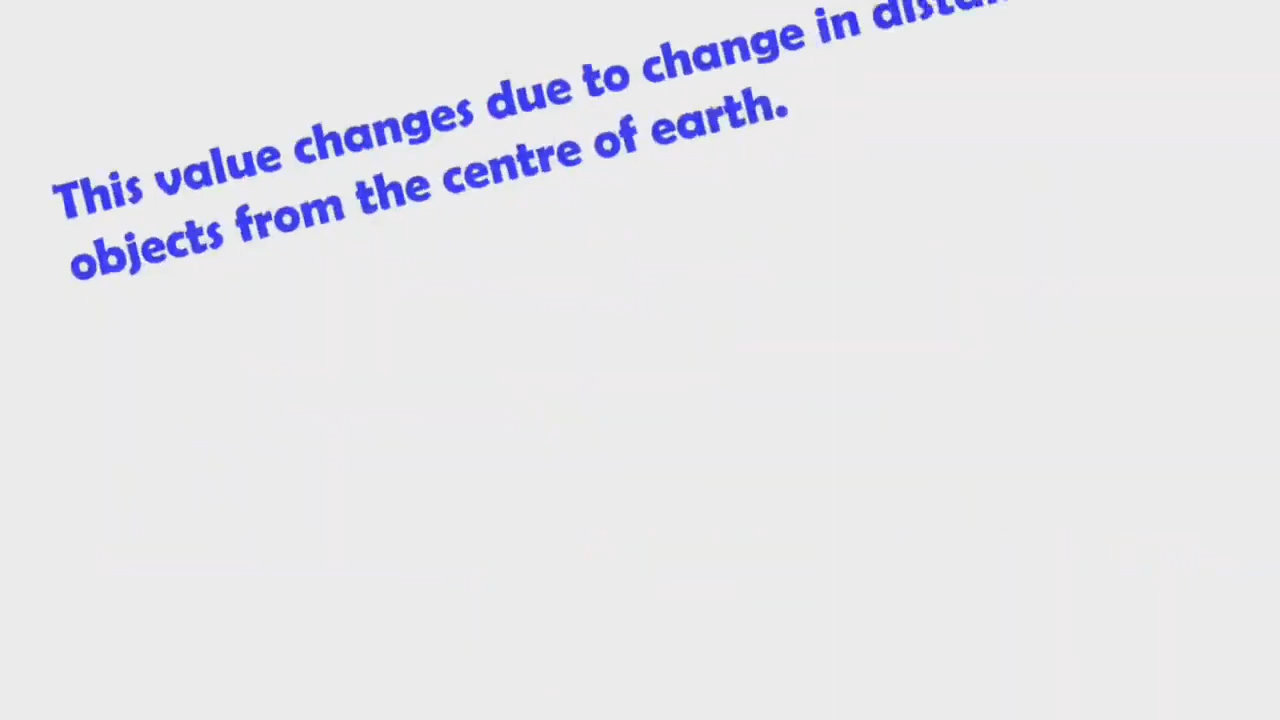 This value changes due to change in
objects from the centre of earth.